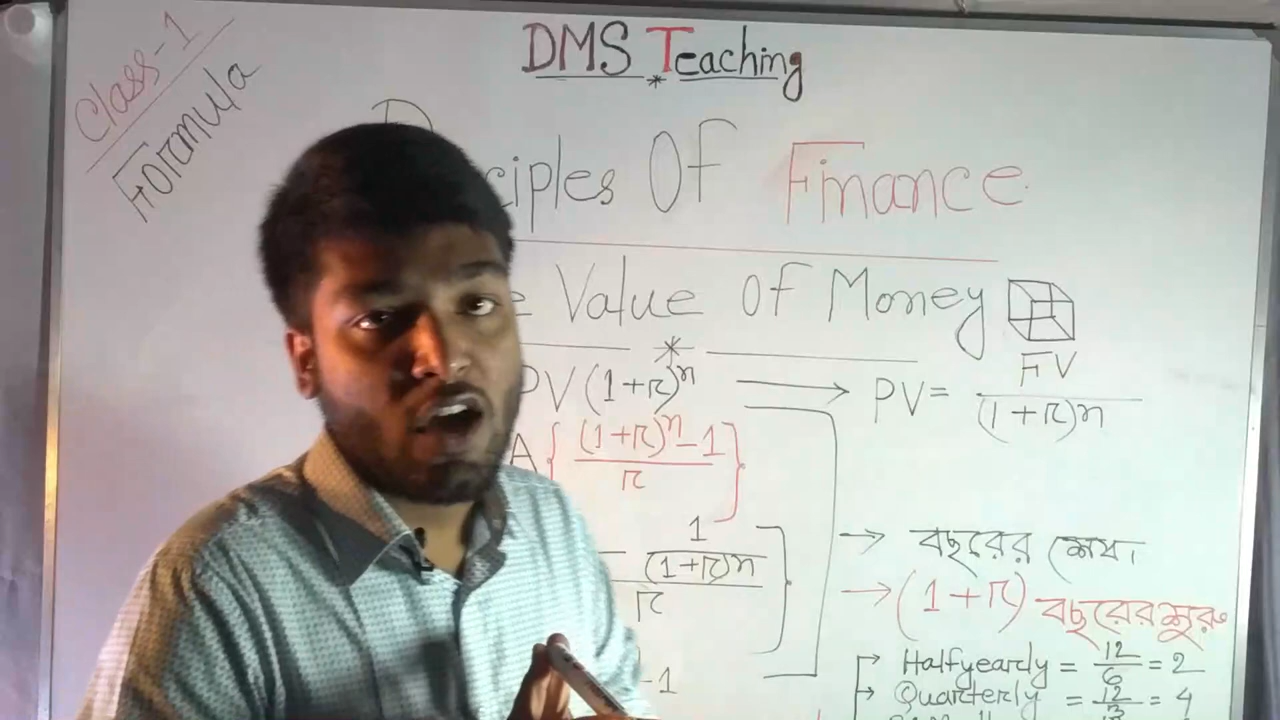 Class-1
Formula
DMS Teaching
ciples Of Finance
e Value Of Money
PV(1+r)^n → PV = FV/(1+r)^n
A{((1+r)^n-1)/r}
- 1/(1+r)^n
r
→ বছরের শেষ।
→ (1+r) বছরের শুরু
Halfyearly = 12/6 = 2
-1
Quarterly = 12/3 = 4